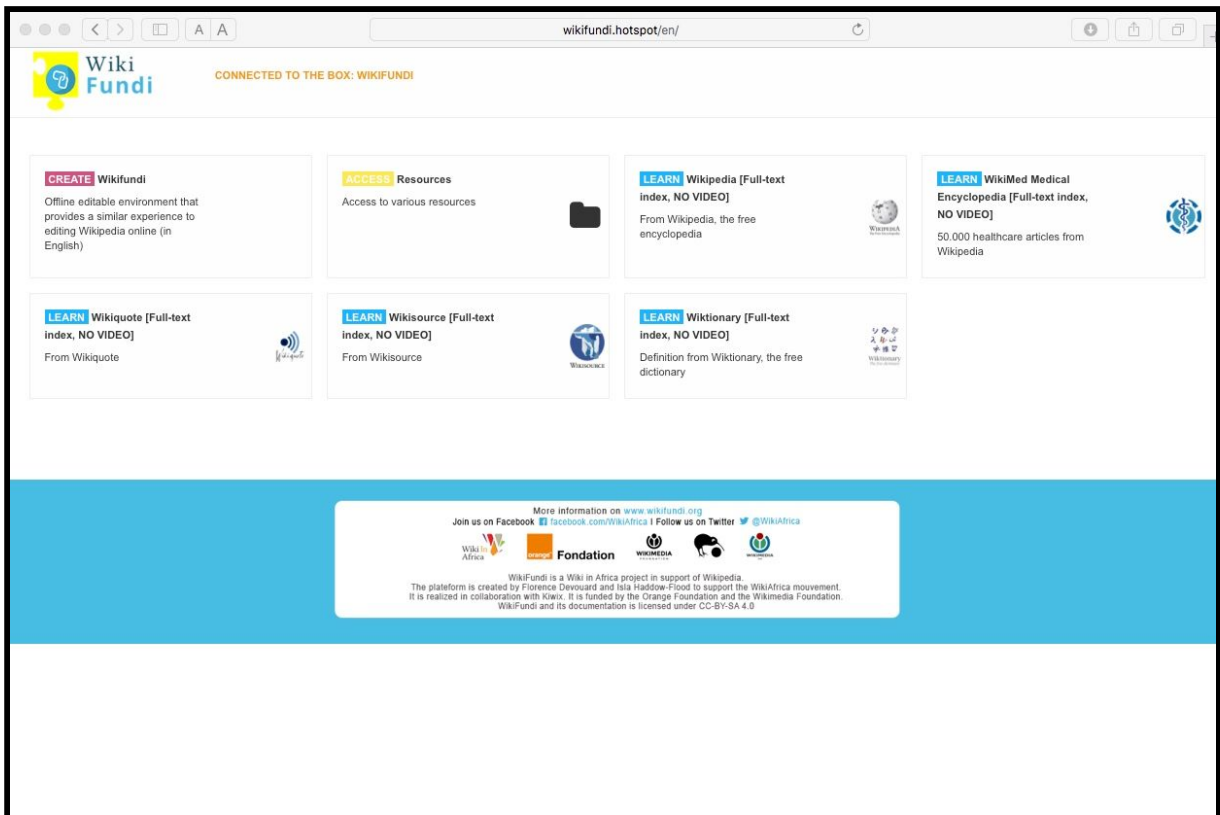 A A
wikifundi.hotspot/en/
Wiki
Fundi
CONNECTED TO THE BOX: WIKIFUNDI
CREATE Wikifundi
Offline editable environment that
provides a similar experience to
editing Wikipedia online (in
English)
ACCESS Resources
Access to various resources
LEARN Wikipedia [Full-text
index, NO VIDEO]
From Wikipedia, the free
encyclopedia
WIKIPEDIA
LEARN WikiMed Medical
Encyclopedia [Full-text index,
NO VIDEO]
50.000 healthcare articles from
Wikipedia
LEARN Wikiquote [Full-text
index, NO VIDEO]
From Wikiquote
Wikiquote
LEARN Wikisource [Full-text
index, NO VIDEO]
From Wikisource
WIKISOURCE
LEARN Wiktionary [Full-text
index, NO VIDEO]
Definition from Wiktionary, the free
dictionary
Wiktionary
More information on www.wikifundi.org
Join us on Facebook facebook.com/WikiAfrica I Follow us on Twitter @WikiAfrica
Wiki In
Africa
orange
Fondation
WIKIMEDIA
FOUNDATION
WIKIMEDIA
WikiFundi is a Wiki in Africa project in support of Wikipedia.
The plateform is created by Florence Devouard and Isla Haddow-Flood to support the WikiAfrica mouvement.
It is realized in collaboration with Kiwix. It is funded by the Orange Foundation and the Wikimedia Foundation.
WikiFundi and its documentation is licensed under CC-BY-SA 4.0